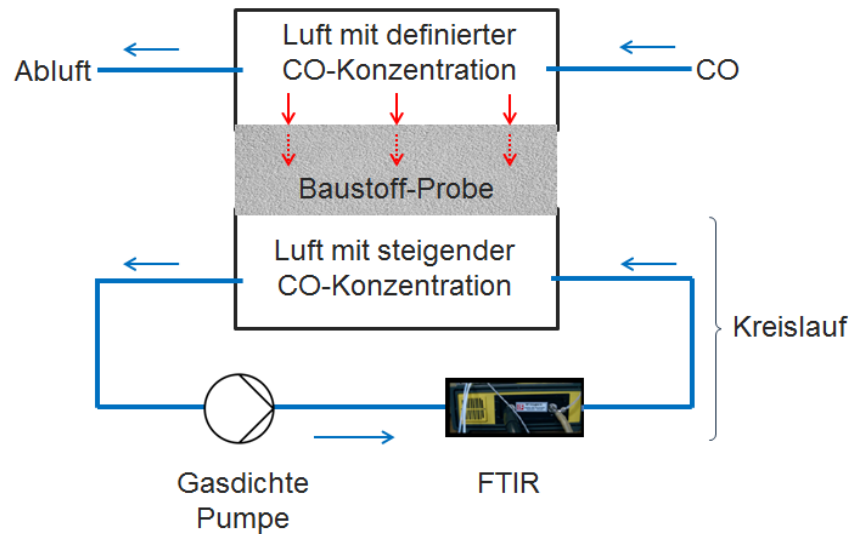 Luft mit definierter
CO-Konzentration
Abluft
CO
Baustoff-Probe
Luft mit steigender
CO-Konzentration
Kreislauf
Gasdichte
Pumpe
FTIR